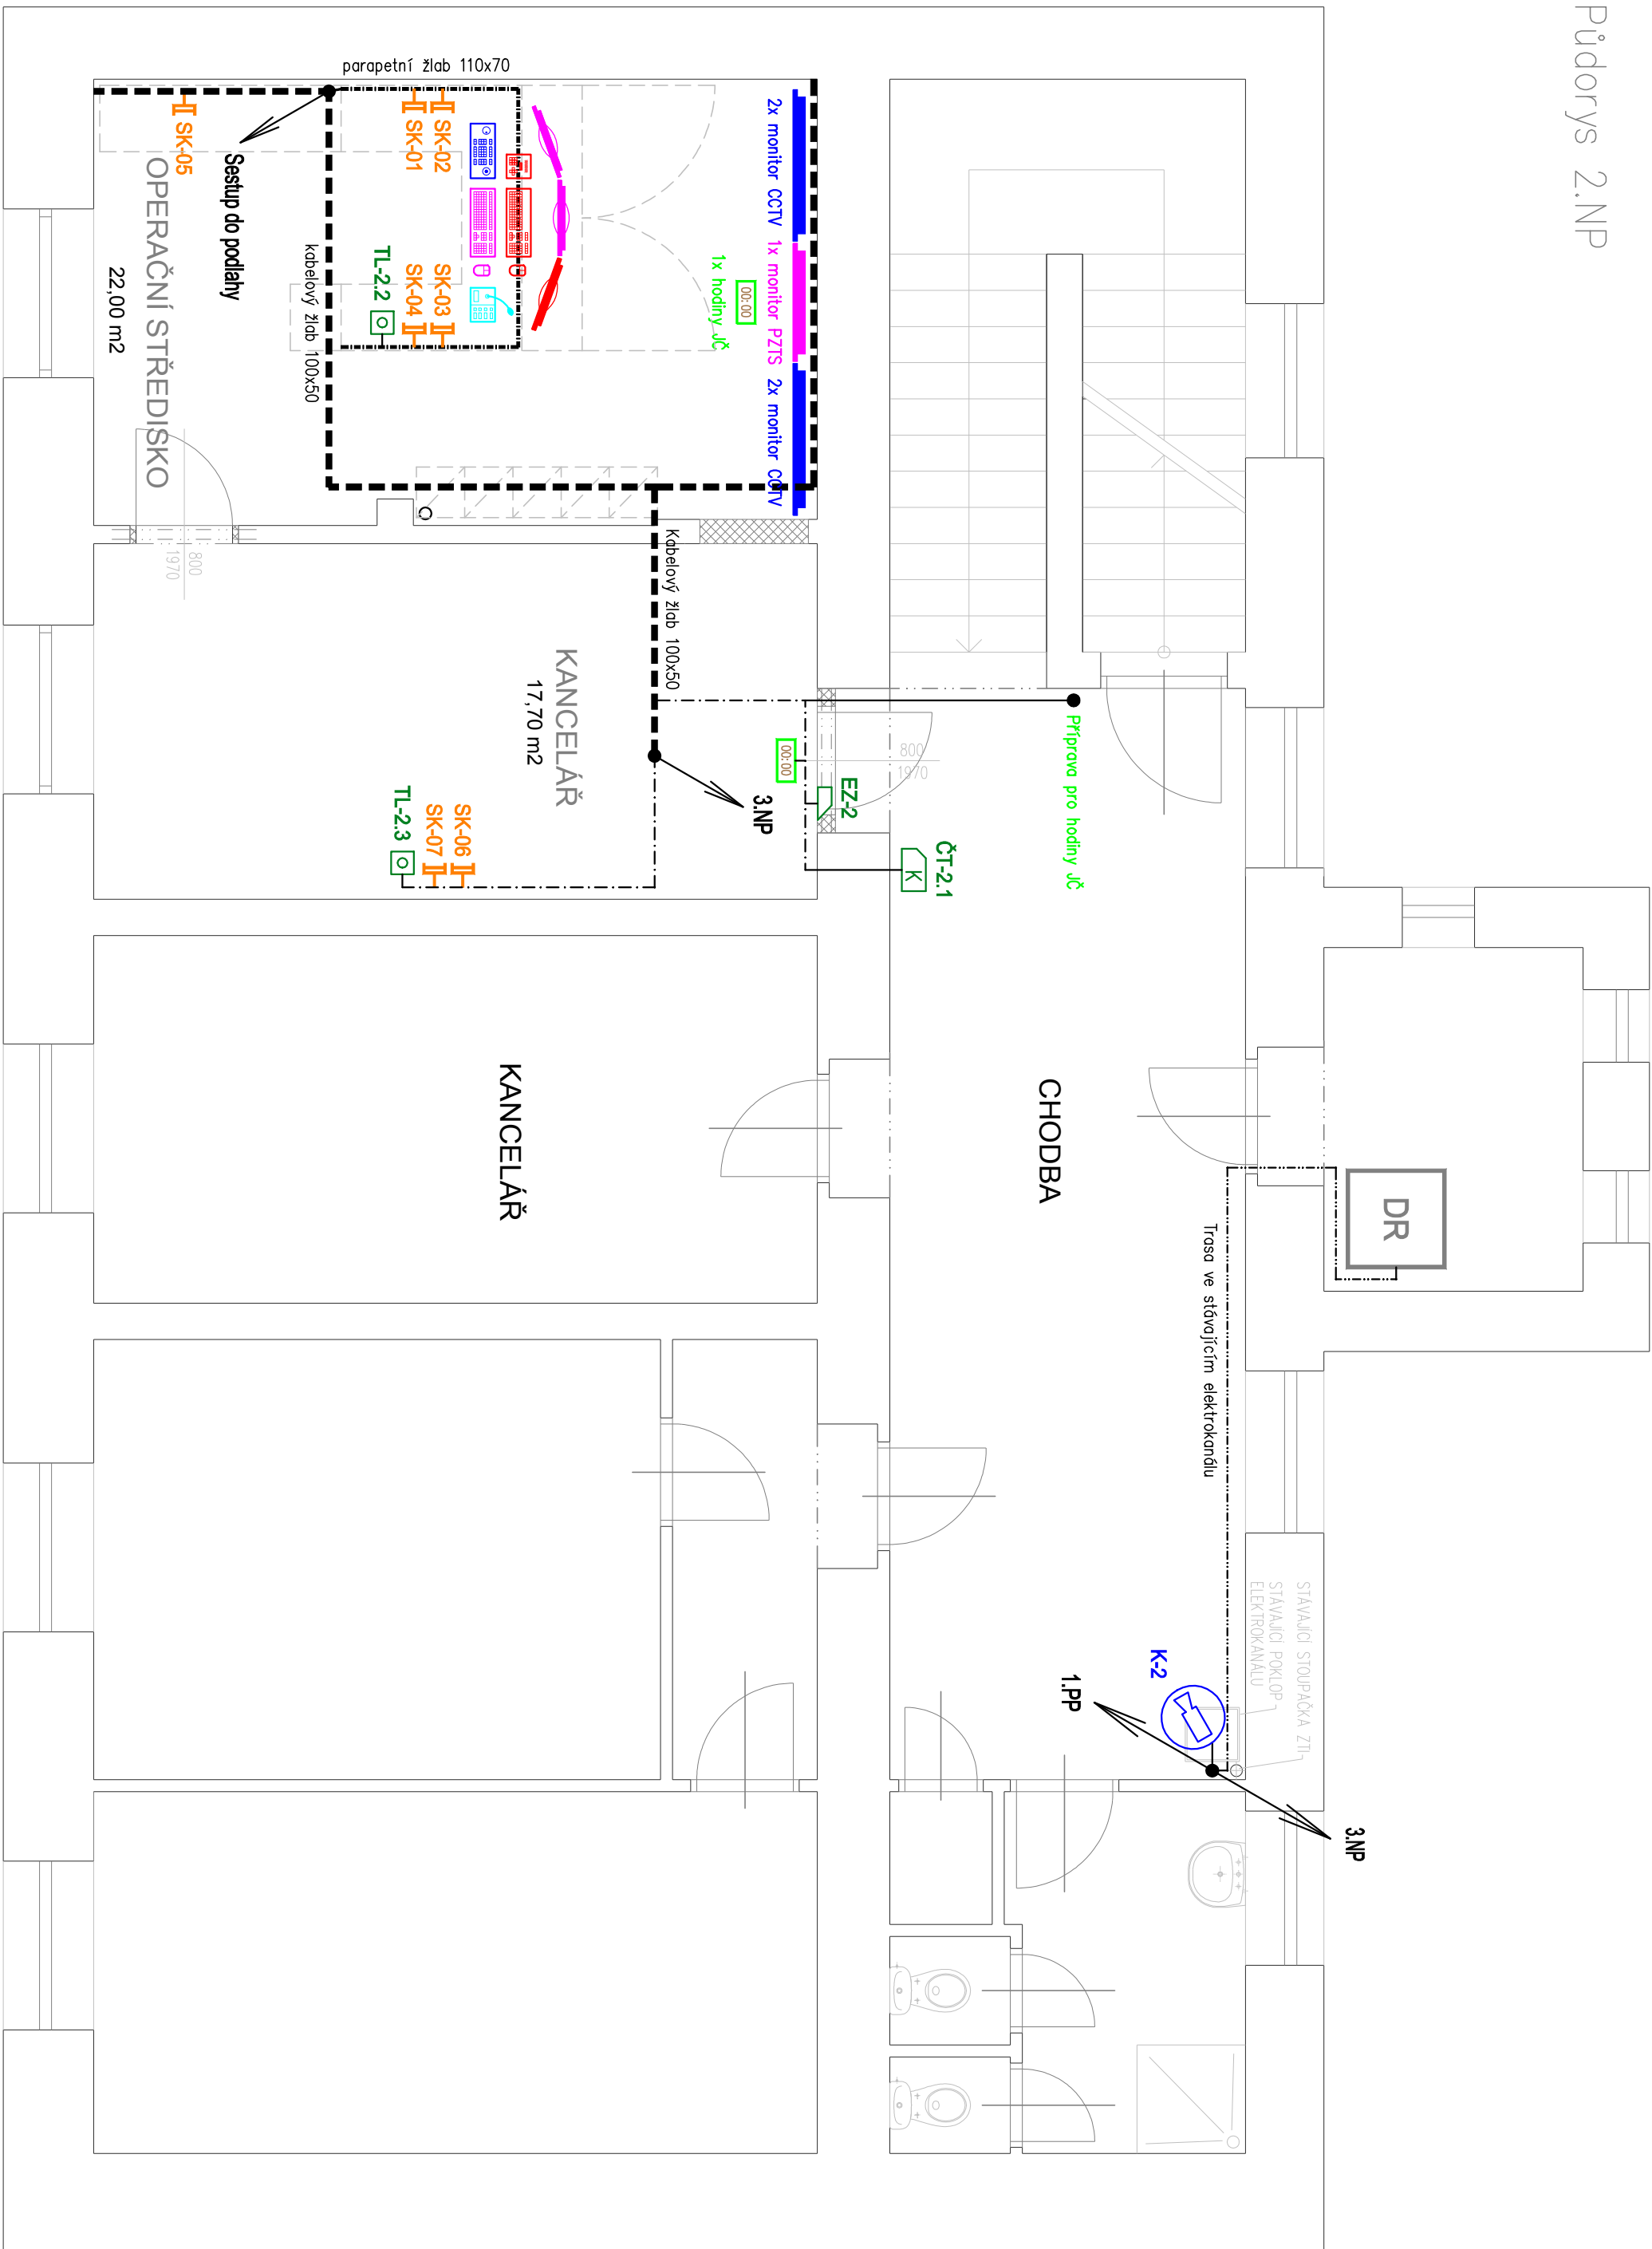 Půdorys 2.NP
parapetní žlab 110x70
2x monitor CCTV
1x monitor PZTS
2x monitor CCTV
1x hodiny JČ
00:00
SK-02
SK-01
SK-05
Sestup do podlahy
OPERAČNÍ STŘEDISKO
22,00 m2
kabelový žlab 100x50
SK-03
SK-04
TL-2.2
Kabelový žlab 100x50
800
1970
KANCELÁŘ
17,70 m2
Příprava pro hodiny JČ
800
1970
00:00
EZ-2
3.NP
ČT-2.1
K
SK-06
SK-07
TL-2.3
KANCELÁŘ
CHODBA
DR
Trasa ve stávajícím elektrokanálu
STÁVAJÍCÍ STOUPAČKA ZTI
STÁVAJÍCÍ POKLOP
ELEKTROKANÁLU
K-2
1.PP
3.NP